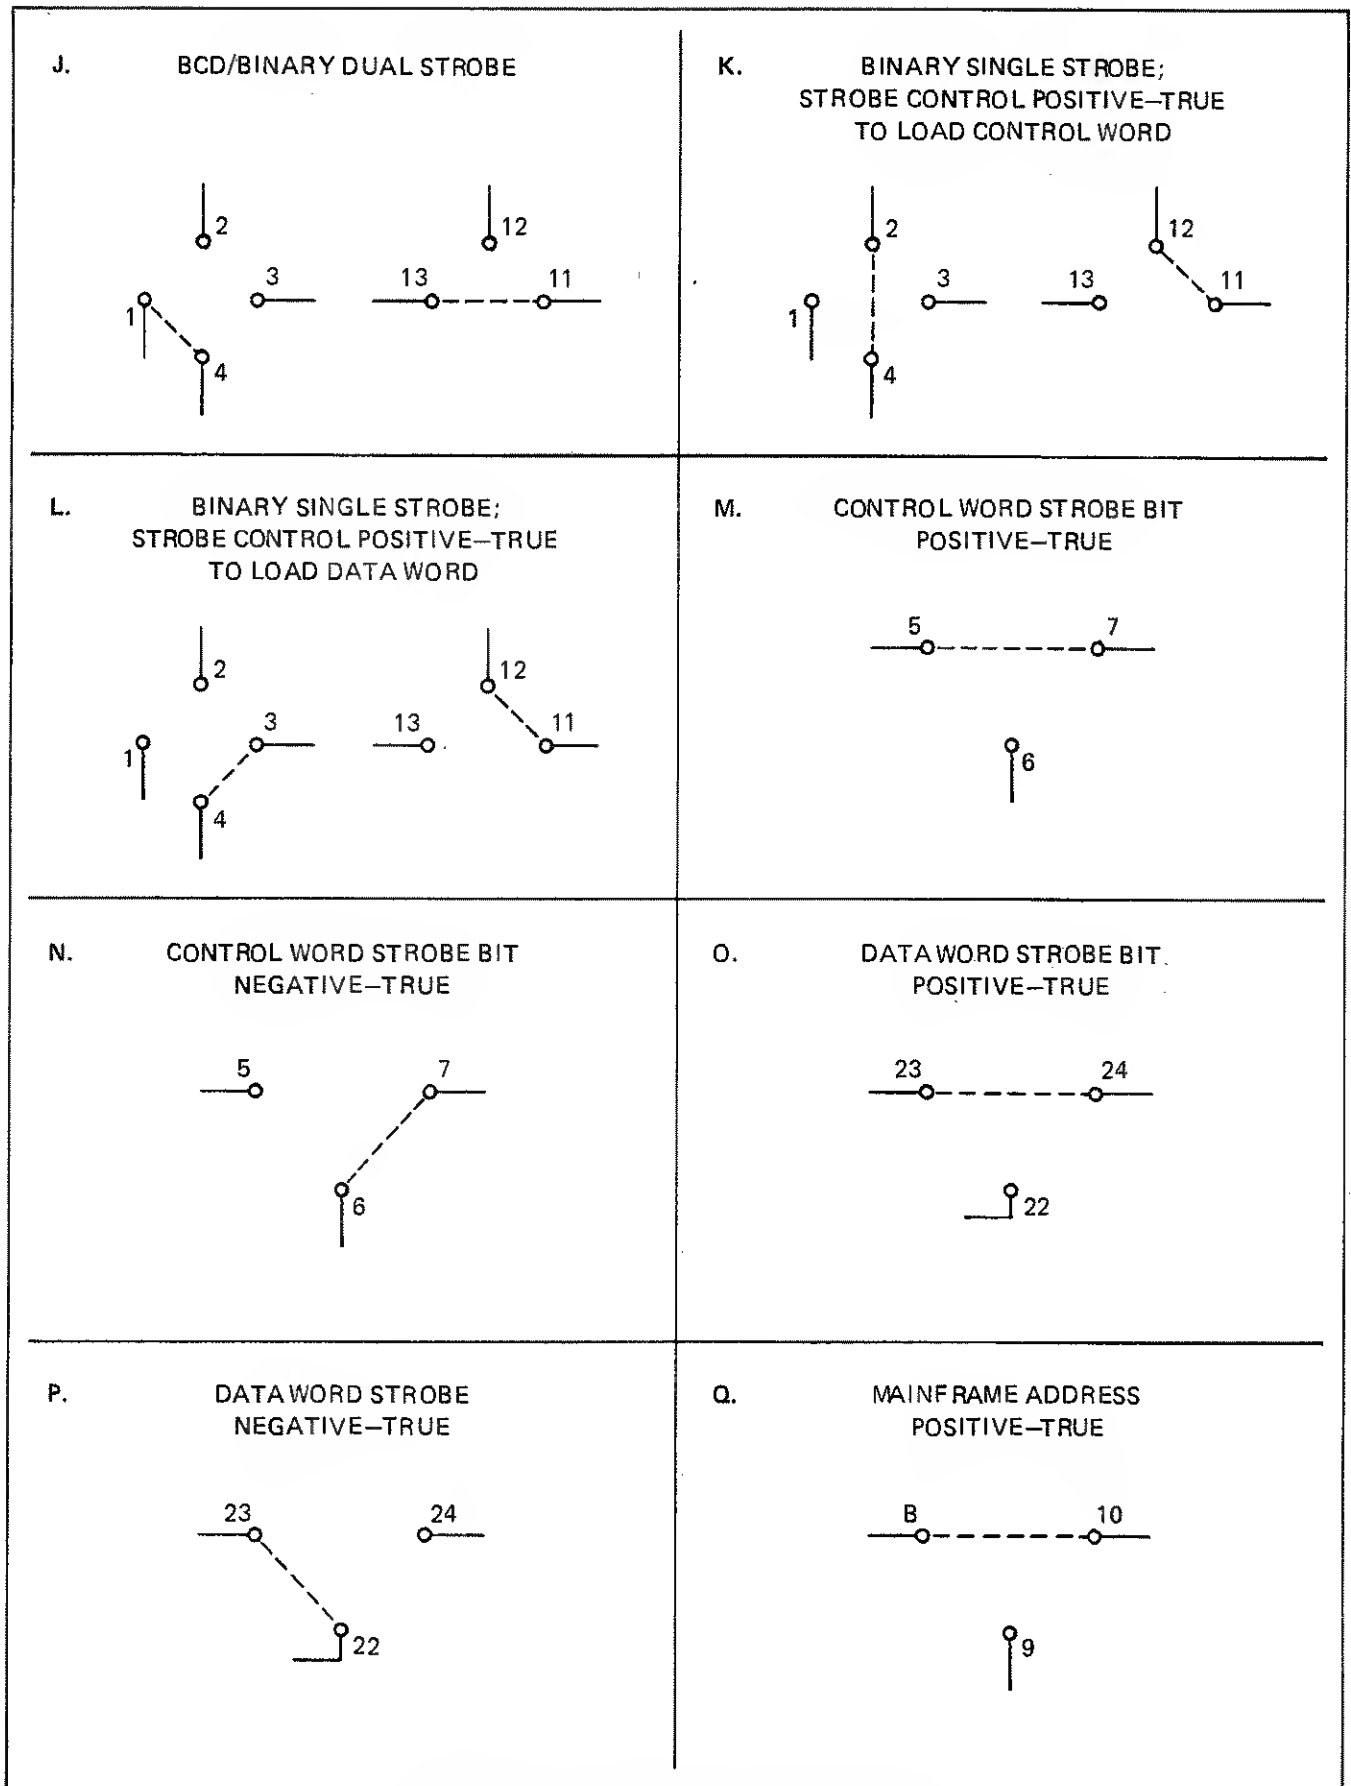 J. BCD/BINARY DUAL STROBE
2
12
3
13
11
1
4
K. BINARY SINGLE STROBE;
STROBE CONTROL POSITIVE—TRUE
TO LOAD CONTROL WORD
2
12
3
13
11
1
4
L. BINARY SINGLE STROBE;
STROBE CONTROL POSITIVE—TRUE
TO LOAD DATA WORD
2
12
3
13
11
1
4
M. CONTROL WORD STROBE BIT
POSITIVE—TRUE
5
7
6
N. CONTROL WORD STROBE BIT
NEGATIVE—TRUE
5
7
6
O. DATA WORD STROBE BIT
POSITIVE—TRUE
23
24
22
P. DATA WORD STROBE
NEGATIVE—TRUE
23
24
22
Q. MAINFRAME ADDRESS
POSITIVE—TRUE
B
10
9